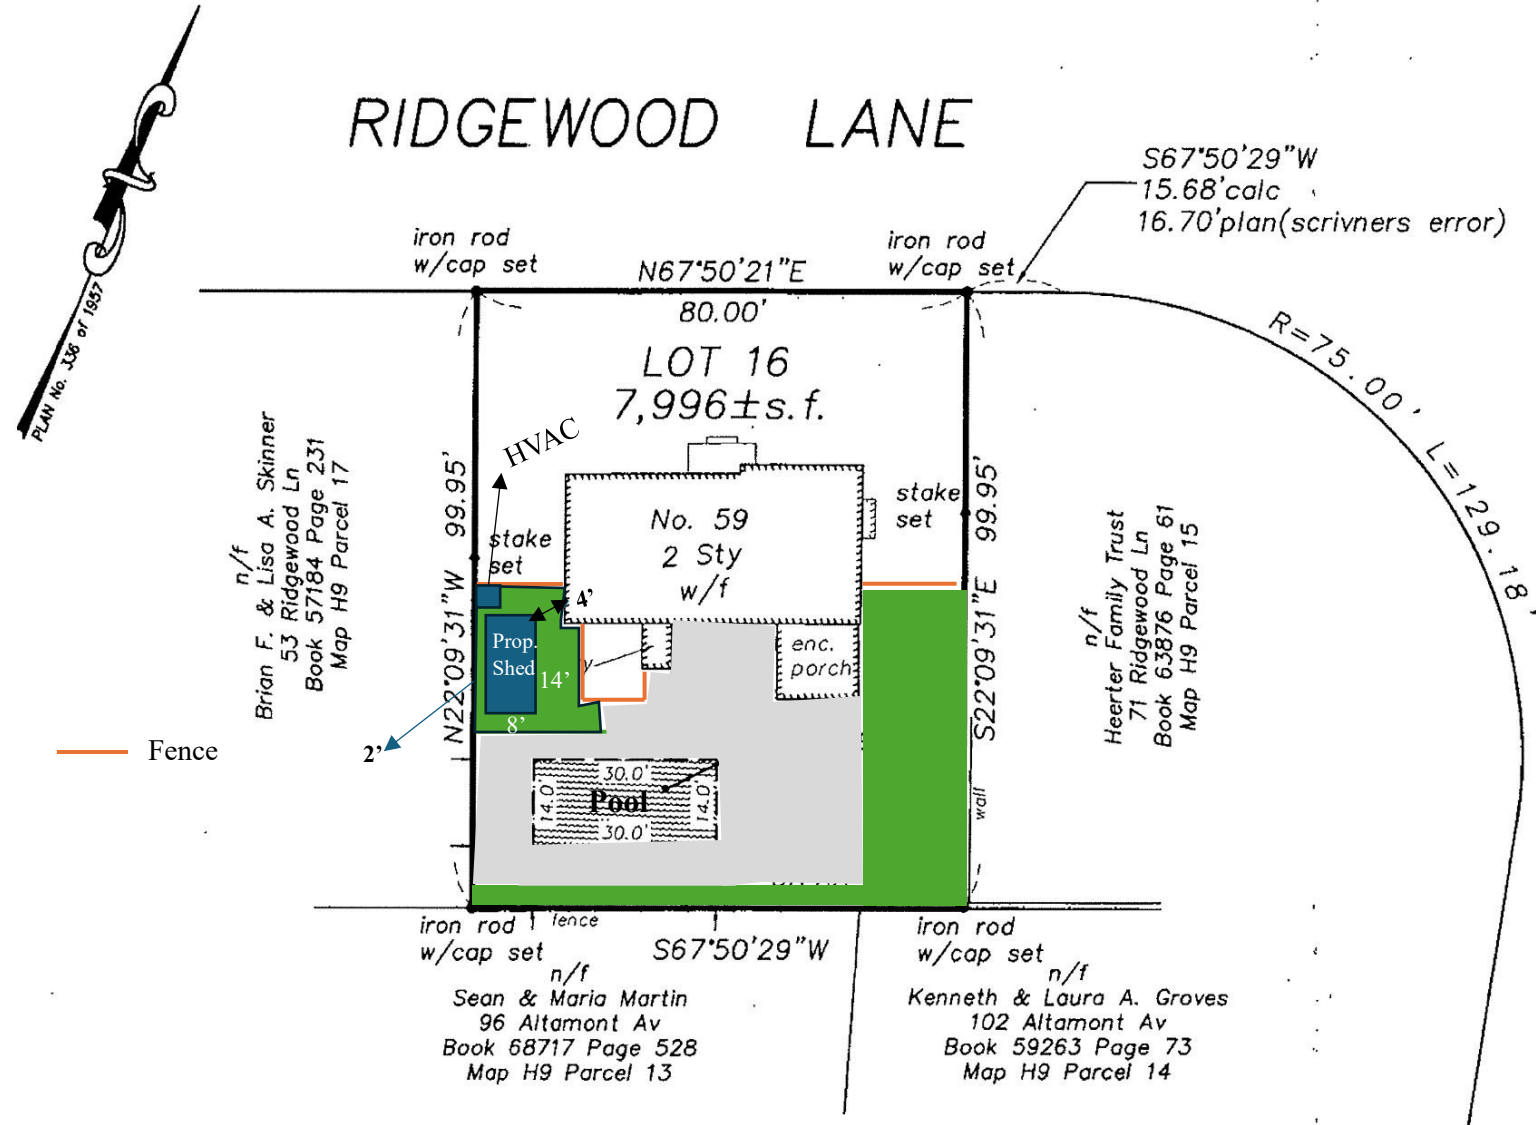 RIDGEWOOD LANE
S67°50'29"W
15.68'calc
16.70'plan(scrivners error)
iron rod
w/cap set
N67°50'21"E
80.00'
iron rod
w/cap set
PLAN No. 336 of 1957
R=75.00' L=129.18'
LOT 16
7,996±s.f.
HVAC
99.95'
N22°09'31"W
stake
set
No. 59
2 Sty
w/f
stake
set
99.95'
S22°09'31"E
n/f
Brian F. & Lisa A. Skinner
53 Ridgewood Ln
Book 57184 Page 231
Map H9 Parcel 17
n/f
Heerter Family Trust
71 Ridgewood Ln
Book 63876 Page 61
Map H9 Parcel 15
4'
Prop.
Shed
14'
8'
2'
y
enc.
porch
Fence
30.0'
14.0'
Pool
14.0'
30.0'
wall
iron rod
w/cap set
fence
S67°50'29"W
iron rod
w/cap set
n/f
Sean & Maria Martin
96 Altamont Av
Book 68717 Page 528
Map H9 Parcel 13
n/f
Kenneth & Laura A. Groves
102 Altamont Av
Book 59263 Page 73
Map H9 Parcel 14